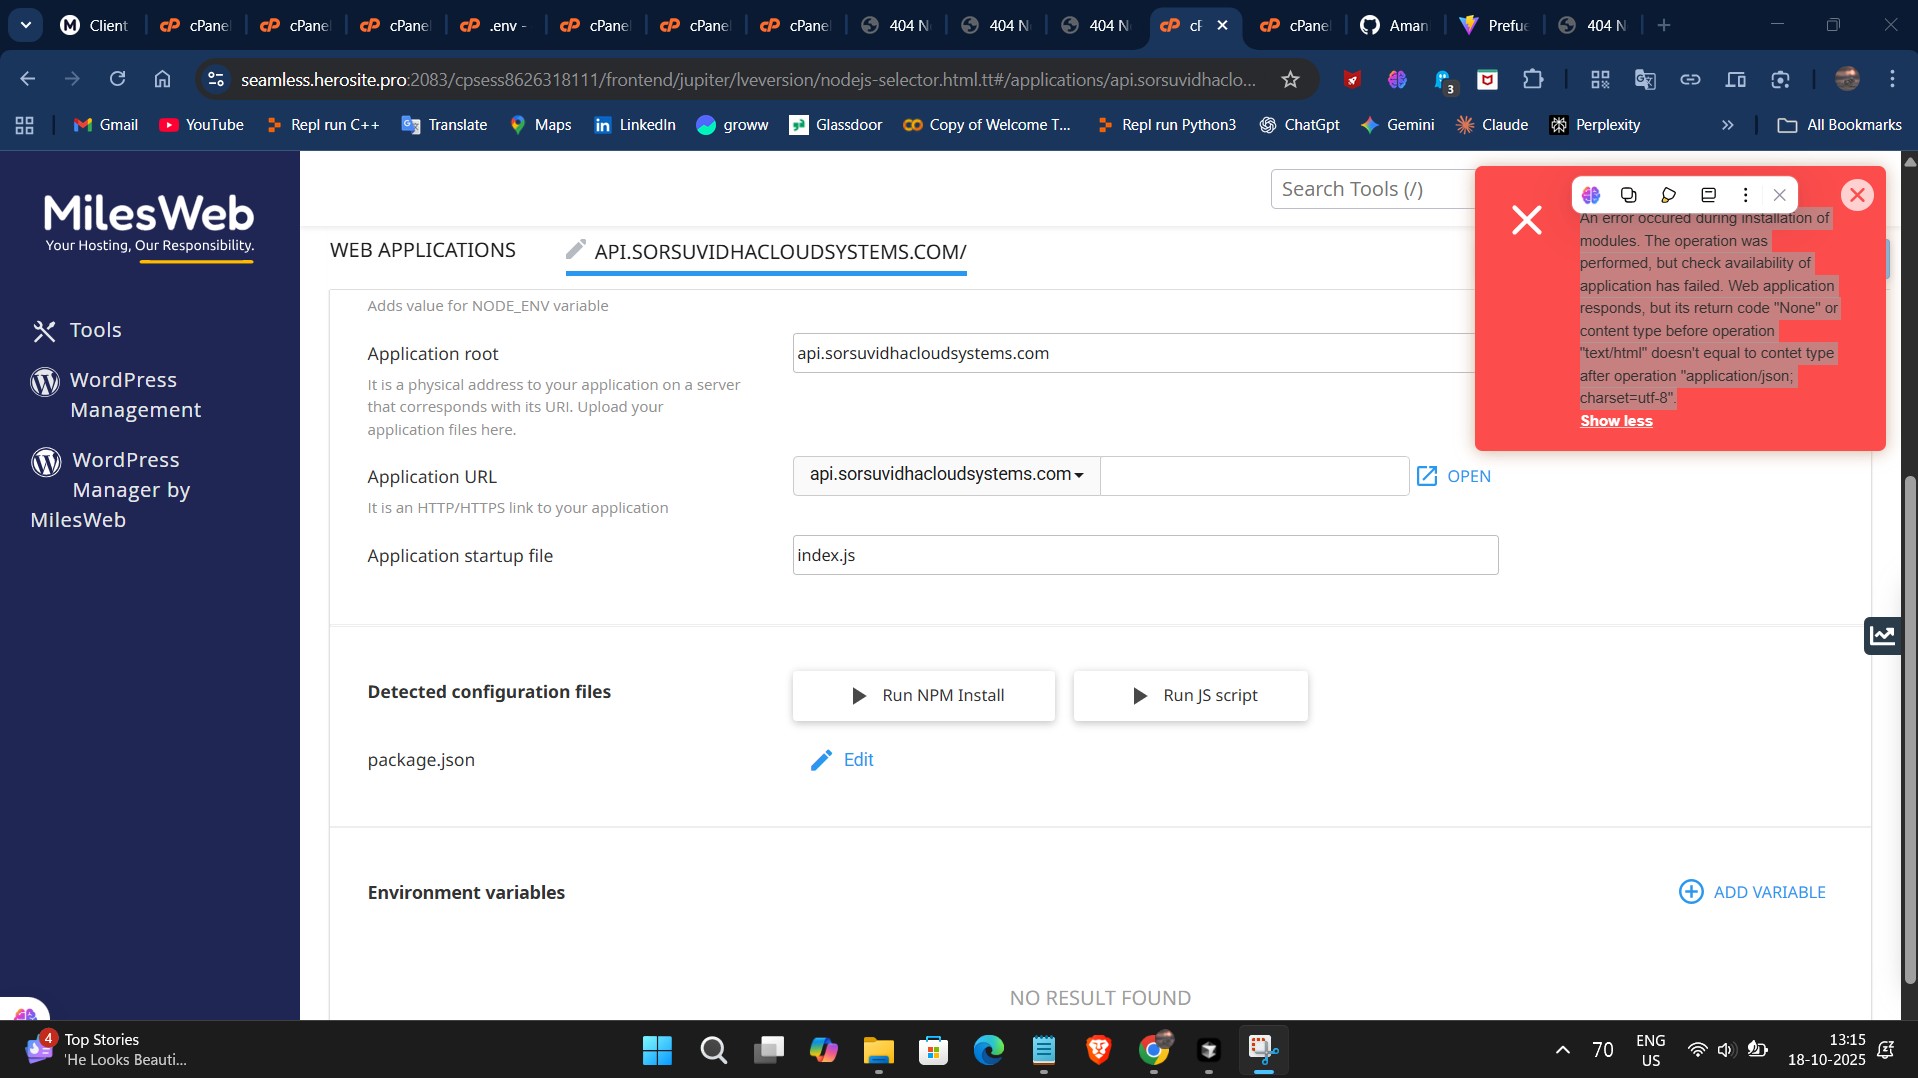 Client
cPanel
cPanel
cPanel
.env -
cPanel
cPanel
cPanel
404 N
404 N
404 N
cF
cPanel
Aman
Prefue
404 N
seamless.herosite.pro:2083/cpsess8626318111/frontend/jupiter/lveversion/nodejs-selector.html.tt#/applications/api.sorsuvidhaclo...
3
Gmail
YouTube
Repl run C++
Translate
Maps
LinkedIn
groww
Glassdoor
Copy of Welcome T...
Repl run Python3
ChatGpt
Gemini
Claude
Perplexity
All Bookmarks
MilesWeb
Your Hosting, Our Responsibility.
Tools
WordPress
Management
WordPress
Manager by
MilesWeb
Search Tools (/)
WEB APPLICATIONS
API.SORSUVIDHACLOUDSYSTEMS.COM/
An error occured during installation of
modules. The operation was
performed, but check availability of
application has failed. Web application
responds, but its return code "None" or
content type before operation
"text/html" doesn't equal to contet type
after operation "application/json;
charset=utf-8".
Show less
Adds value for NODE_ENV variable
Application root
api.sorsuvidhacloudsystems.com
It is a physical address to your application on a server
that corresponds with its URI. Upload your
application files here.
Application URL
api.sorsuvidhacloudsystems.com
OPEN
It is an HTTP/HTTPS link to your application
Application startup file
index.js
Detected configuration files
Run NPM Install
Run JS script
package.json
Edit
Environment variables
ADD VARIABLE
NO RESULT FOUND
4
Top Stories
'He Looks Beauti...
70
ENG
US
13:15
18-10-2025